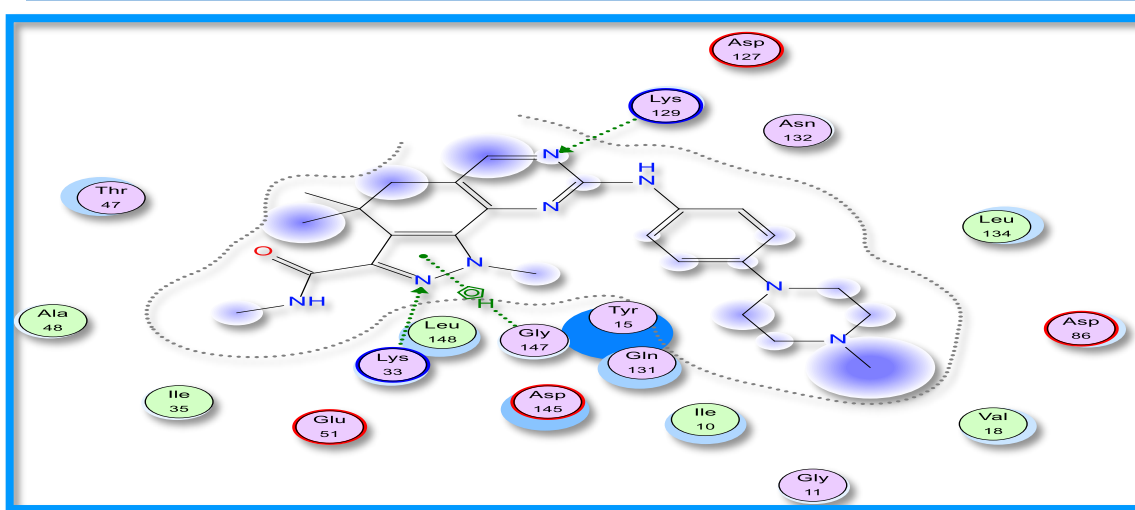 Asp
127
Lys
129
Asn
132
N
H
N
Thr
47
N
Leu
134
O
N
N
NH
N
H
Ala
48
Leu
148
Gly
147
Tyr
15
Asp
86
N
Lys
33
Gln
131
Ile
35
Asp
145
Glu
51
Ile
10
Val
18
Gly
11